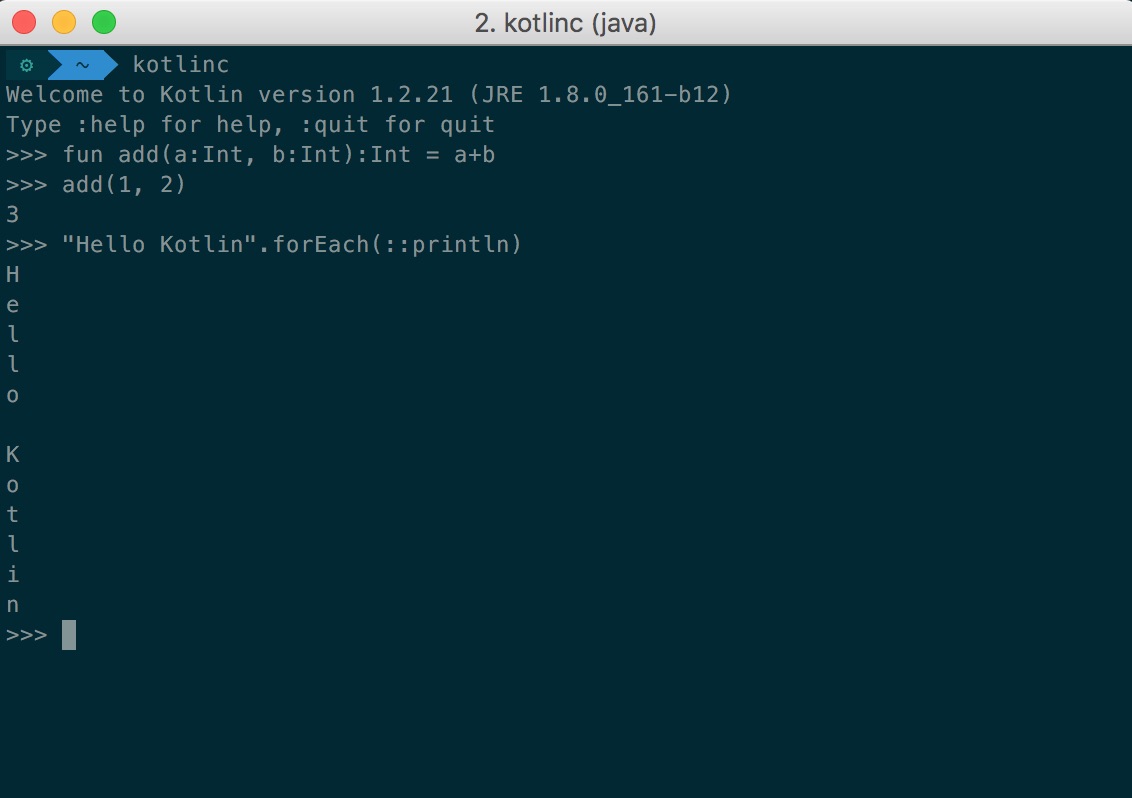 2. kotlinc (java)
⚙ ~ kotlinc
Welcome to Kotlin version 1.2.21 (JRE 1.8.0_161-b12)
Type :help for help, :quit for quit
>>> fun add(a:Int, b:Int):Int = a+b
>>> add(1, 2)
3
>>> "Hello Kotlin".forEach(::println)
H
e
l
l
o

K
o
t
l
i
n
>>>